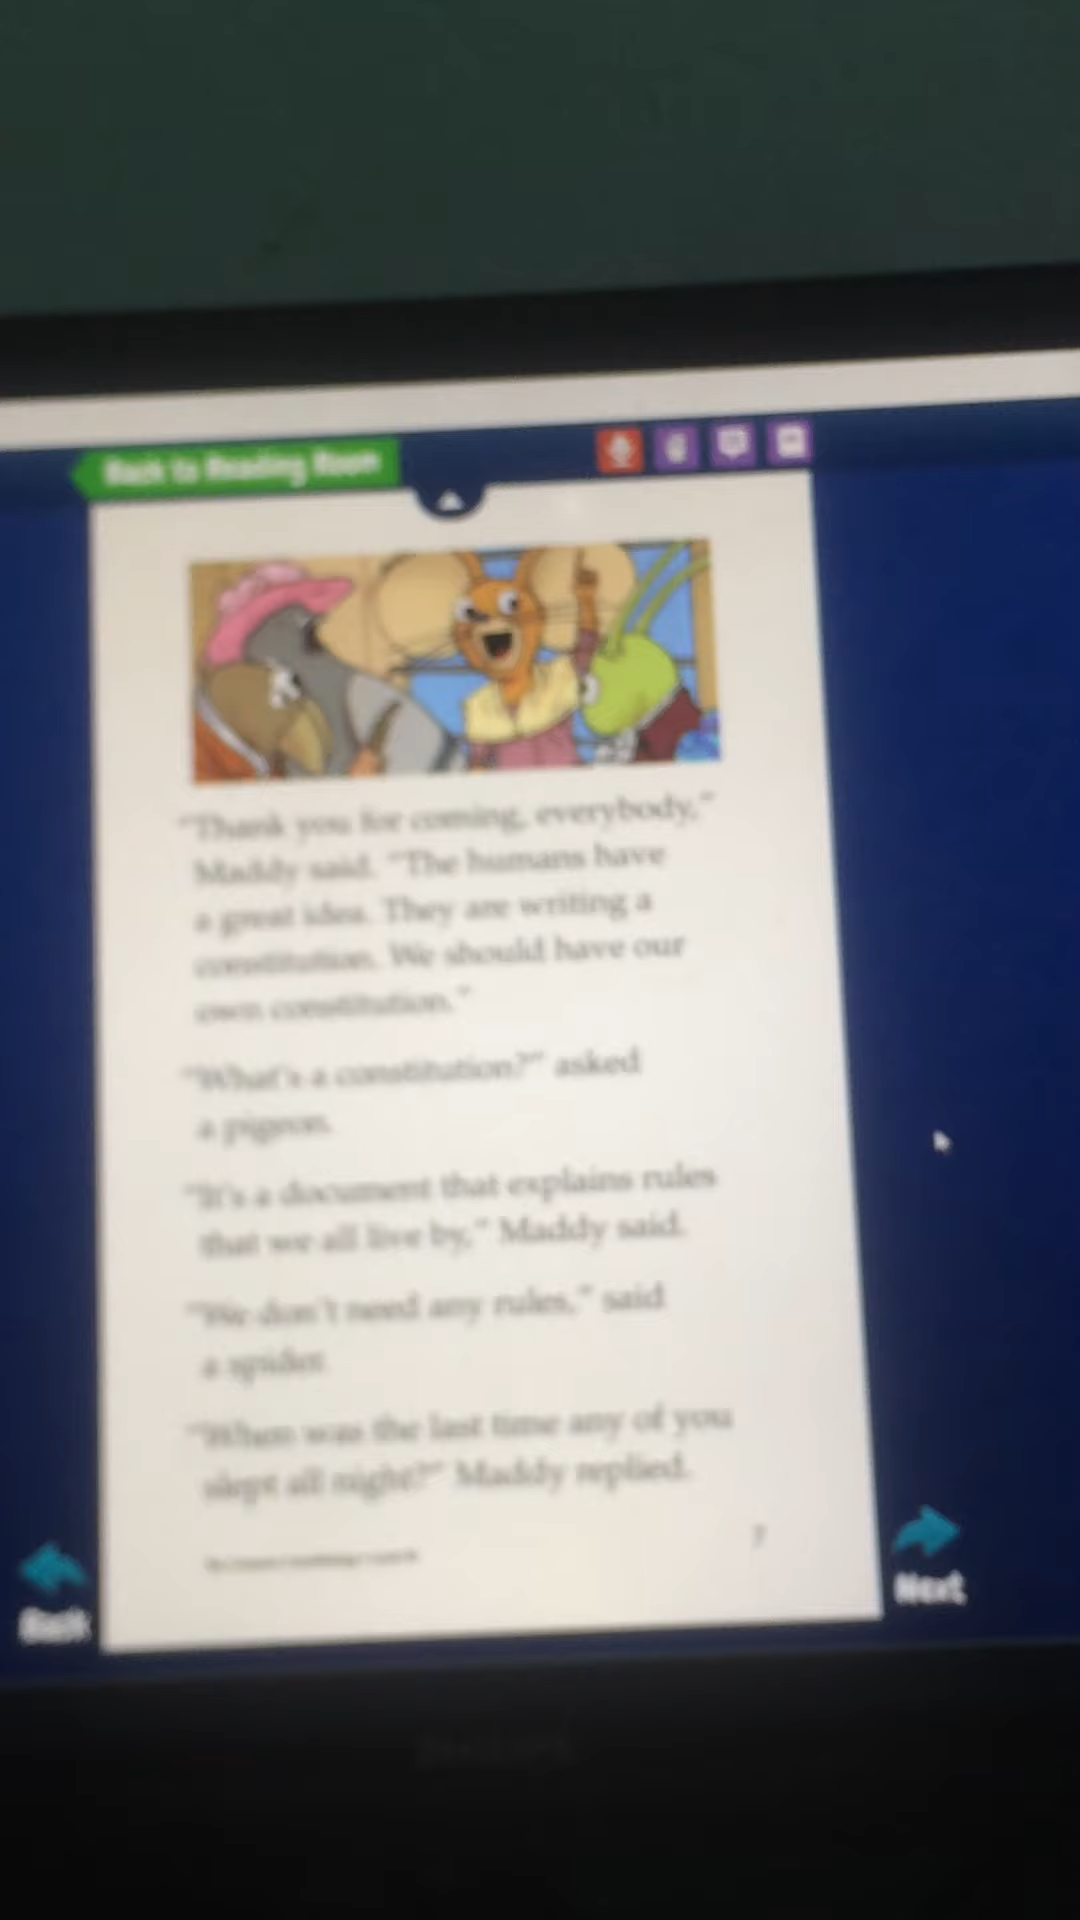 Back to Reading Room
"Thank you for coming, everybody,"
Maddy said. "The humans have
a great idea. They are writing a
constitution. We should have our
own constitution."
"What's a constitution?" asked
a pigeon.
"It's a document that explains rules
that we all live by," Maddy said.
"We don't need any rules," said
a spider.
"When was the last time any of you
slept all night?" Maddy replied.
7
Back
Next